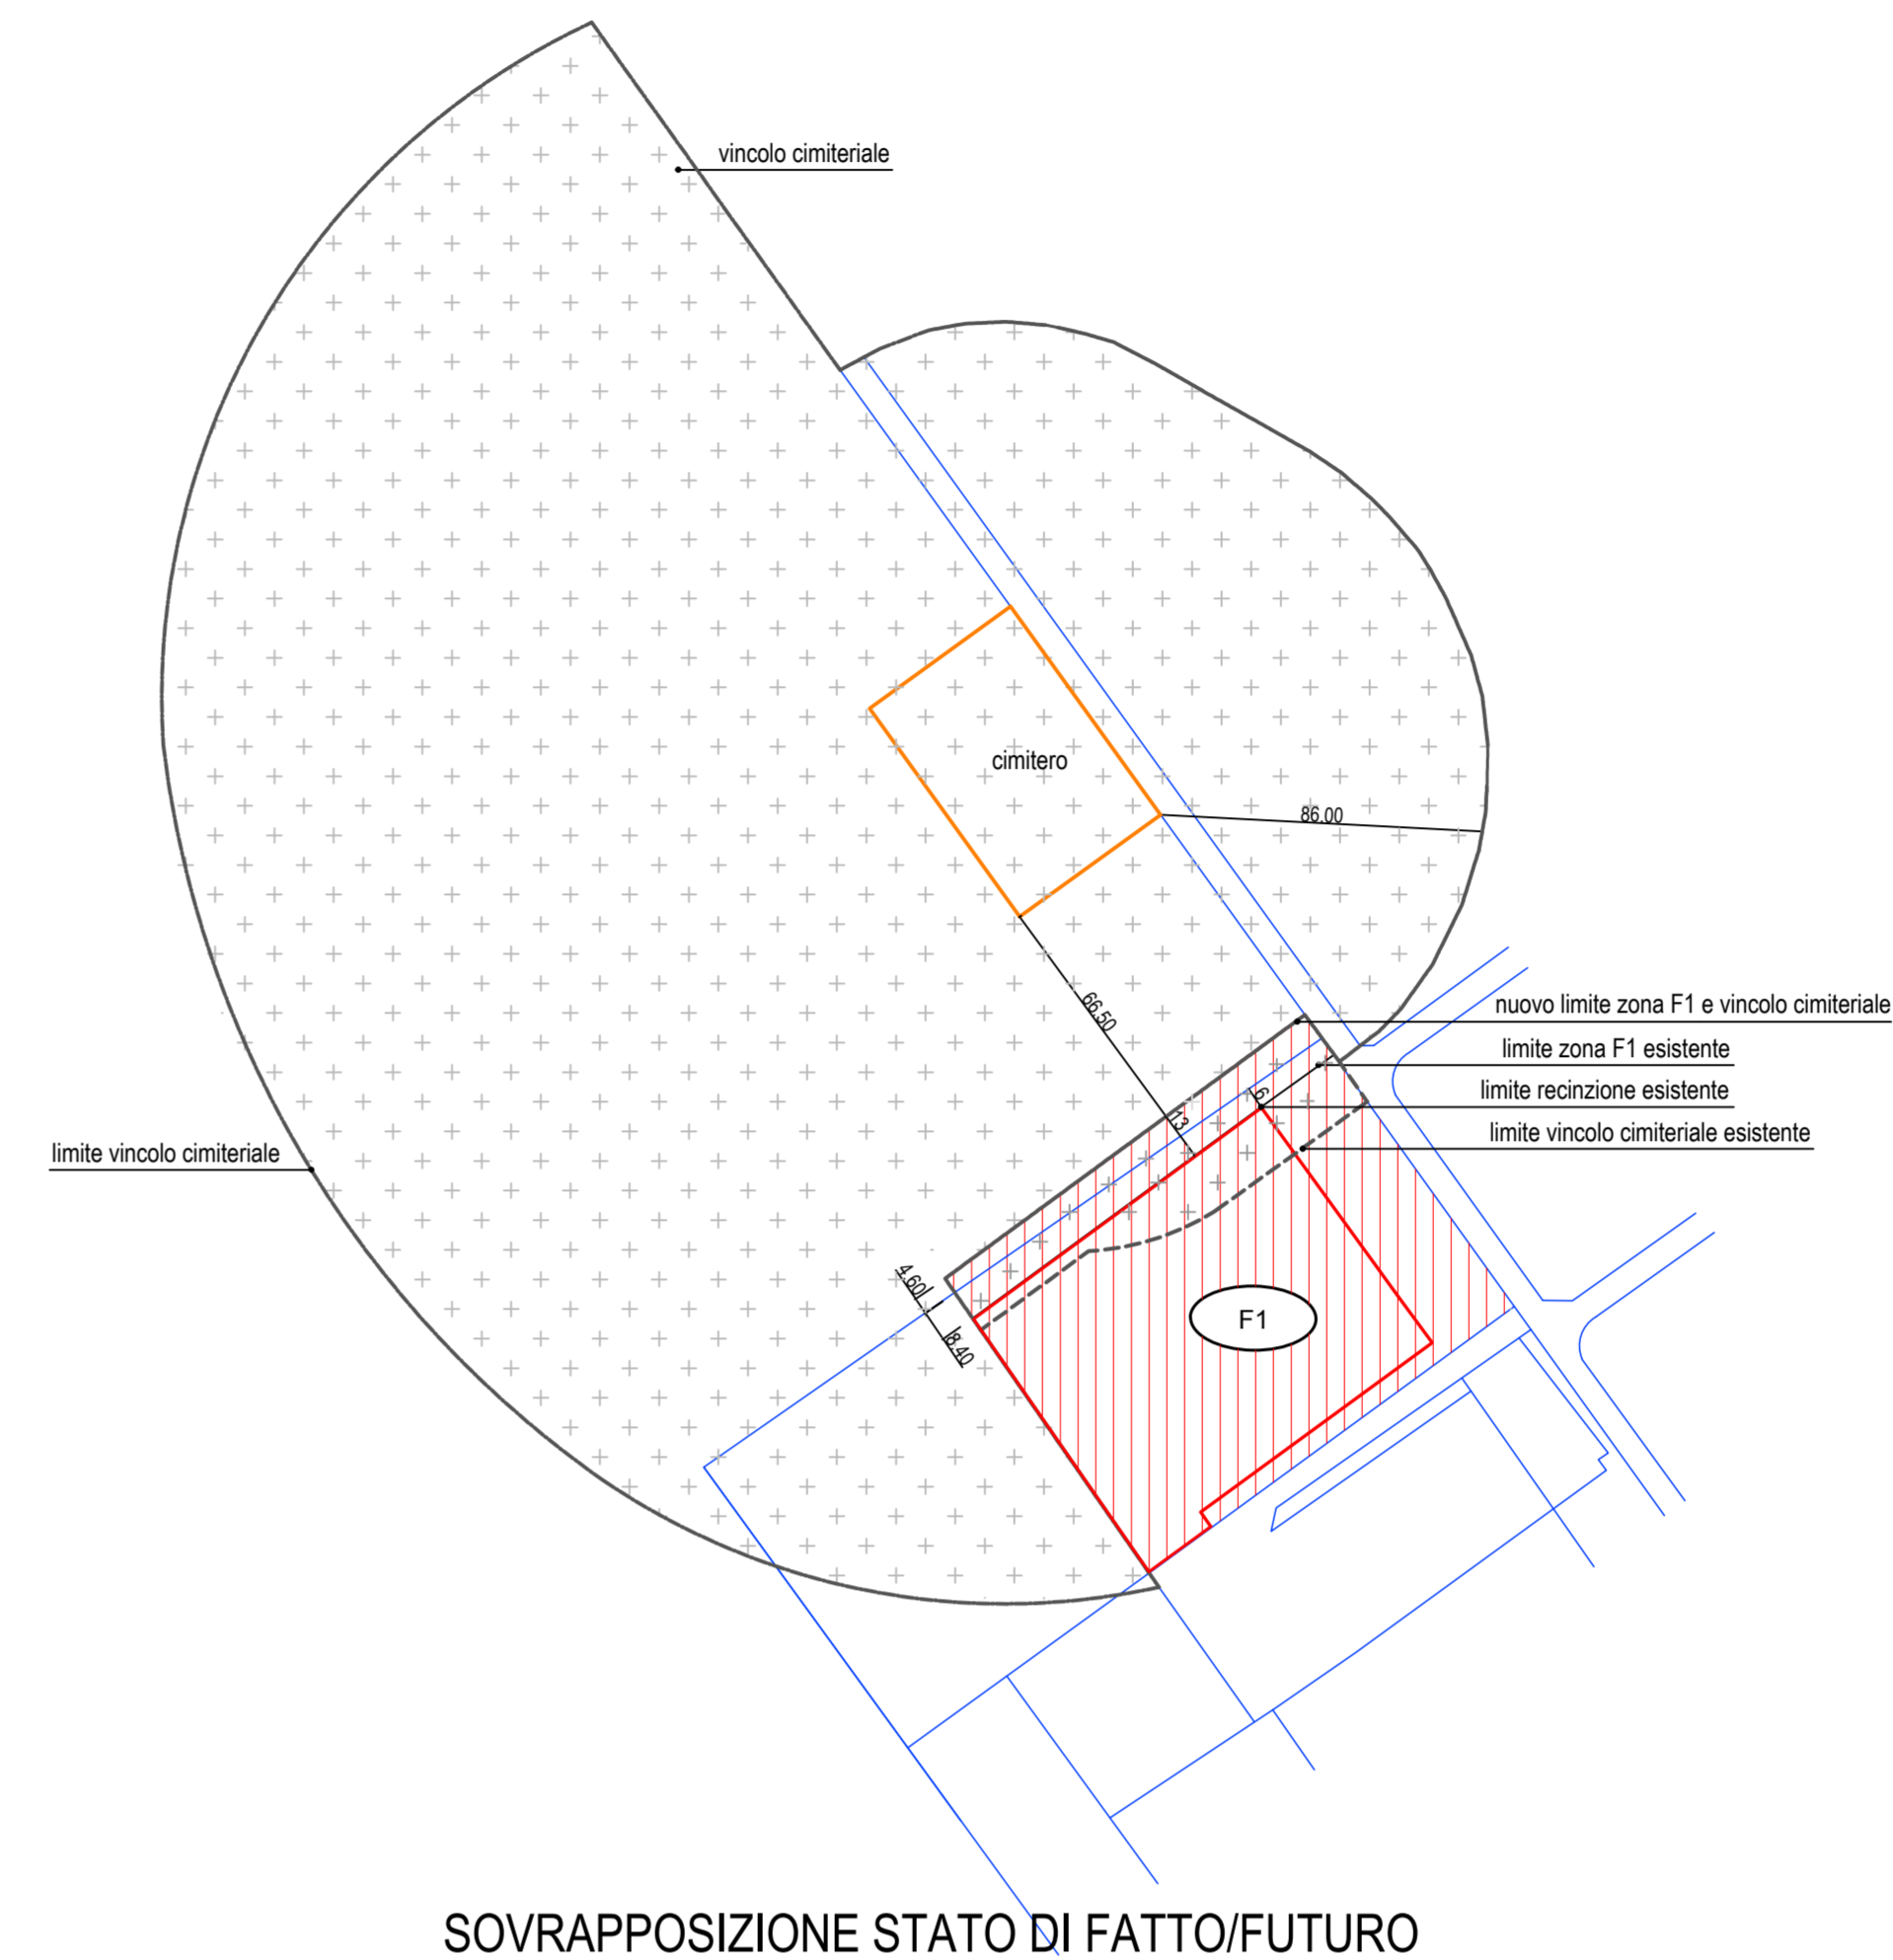 vincolo cimiteriale
cimitero
86.00
66.50
nuovo limite zona F1 e vincolo cimiteriale
limite zona F1 esistente
limite recinzione esistente
limite vincolo cimiteriale esistente
6
13
limite vincolo cimiteriale
4.60
8.40
F1
SOVRAPPOSIZIONE STATO DI FATTO/FUTURO